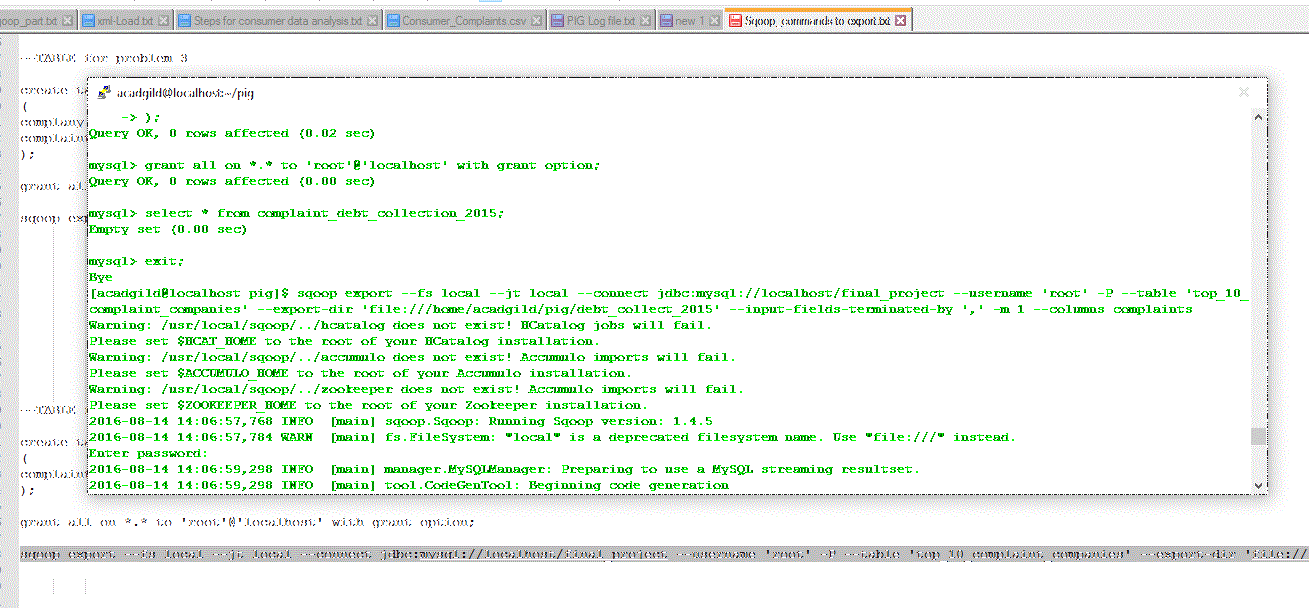 oop_part.txt xml-Load.txt Steps for consumer data analysis.txt Consumer_Complaints.csv PIG Log file.txt new 1 Sqoop_commands to export.txt
--TABLE for problem 3
create ta
(
company
complain
);
grant al
sqoop exp
acadgild@localhost:~/pig
-> );
Query OK, 0 rows affected (0.02 sec)
mysql> grant all on *.* to 'root'@'localhost' with grant option;
Query OK, 0 rows affected (0.00 sec)
mysql> select * from complaint_debt_collection_2015;
Empty set (0.00 sec)
mysql> exit;
Bye
[acadgild@localhost pig]$ sqoop export --fs local --jt local --connect jdbc:mysql://localhost/final_project --username 'root' -P --table 'top_10_
complaint_companies' --export-dir 'file:///home/acadgild/pig/debt_collect_2015' --input-fields-terminated-by ',' -m 1 --columns complaints
Warning: /usr/local/sqoop/../hcatalog does not exist! HCatalog jobs will fail.
Please set $HCAT_HOME to the root of your HCatalog installation.
Warning: /usr/local/sqoop/../accumulo does not exist! Accumulo imports will fail.
Please set $ACCUMULO_HOME to the root of your Accumulo installation.
Warning: /usr/local/sqoop/../zookeeper does not exist! Accumulo imports will fail.
Please set $ZOOKEEPER_HOME to the root of your Zookeeper installation.
2016-08-14 14:06:57,768 INFO  [main] sqoop.Sqoop: Running Sqoop version: 1.4.5
2016-08-14 14:06:57,784 WARN  [main] fs.FileSystem: "local" is a deprecated filesystem name. Use "file:///" instead.
Enter password:
2016-08-14 14:06:59,298 INFO  [main] manager.MySQLManager: Preparing to use a MySQL streaming resultset.
2016-08-14 14:06:59,298 INFO  [main] tool.CodeGenTool: Beginning code generation
--TABLE
create ta
(
complain
);
grant all on *.* to 'root'@'localhost' with grant option;
sqoop export --fs local --jt local --connect jdbc:mysql://localhost/final_project --username 'root' -P --table 'top_10_complaint_companies' --export-dir 'file://